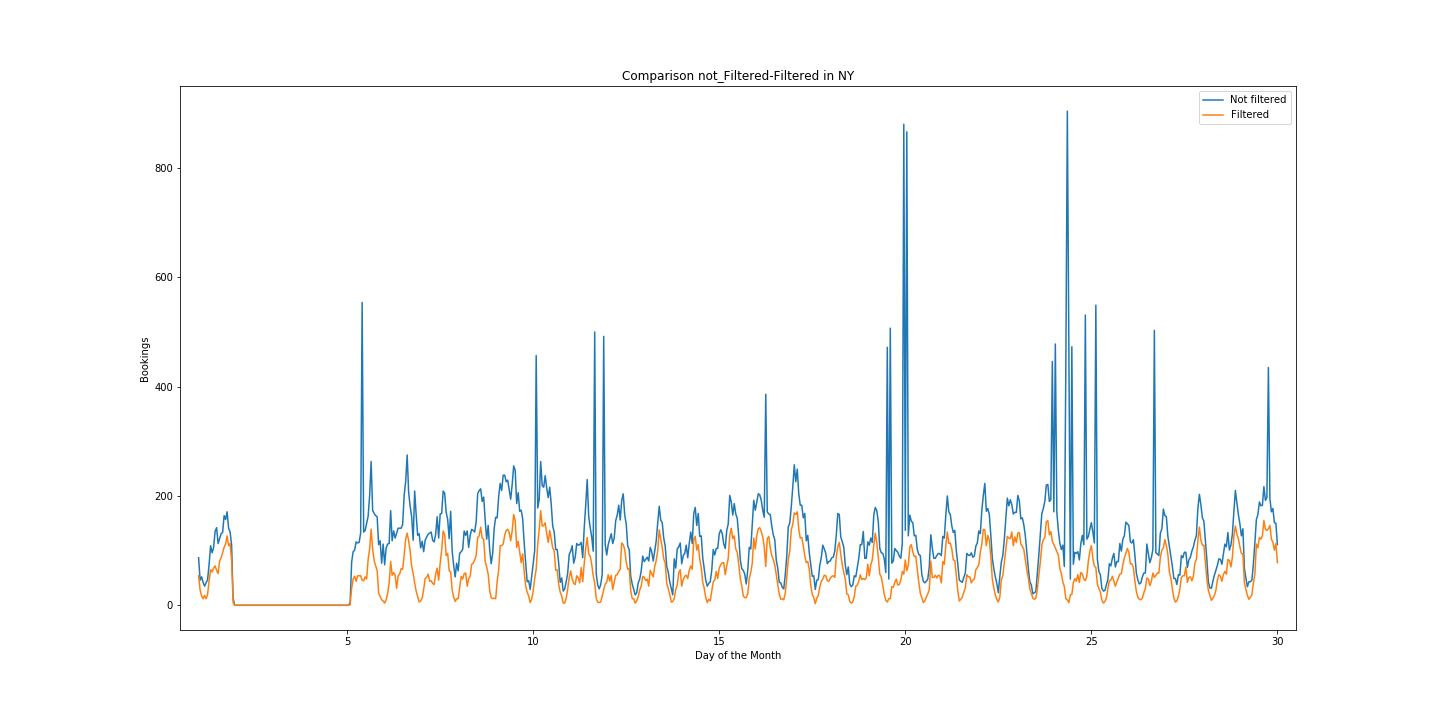 Comparison not_Filtered-Filtered in NY
Not filtered
Filtered
800
600
400
200
0
Bookings
5 10 15 20 25 30
Day of the Month